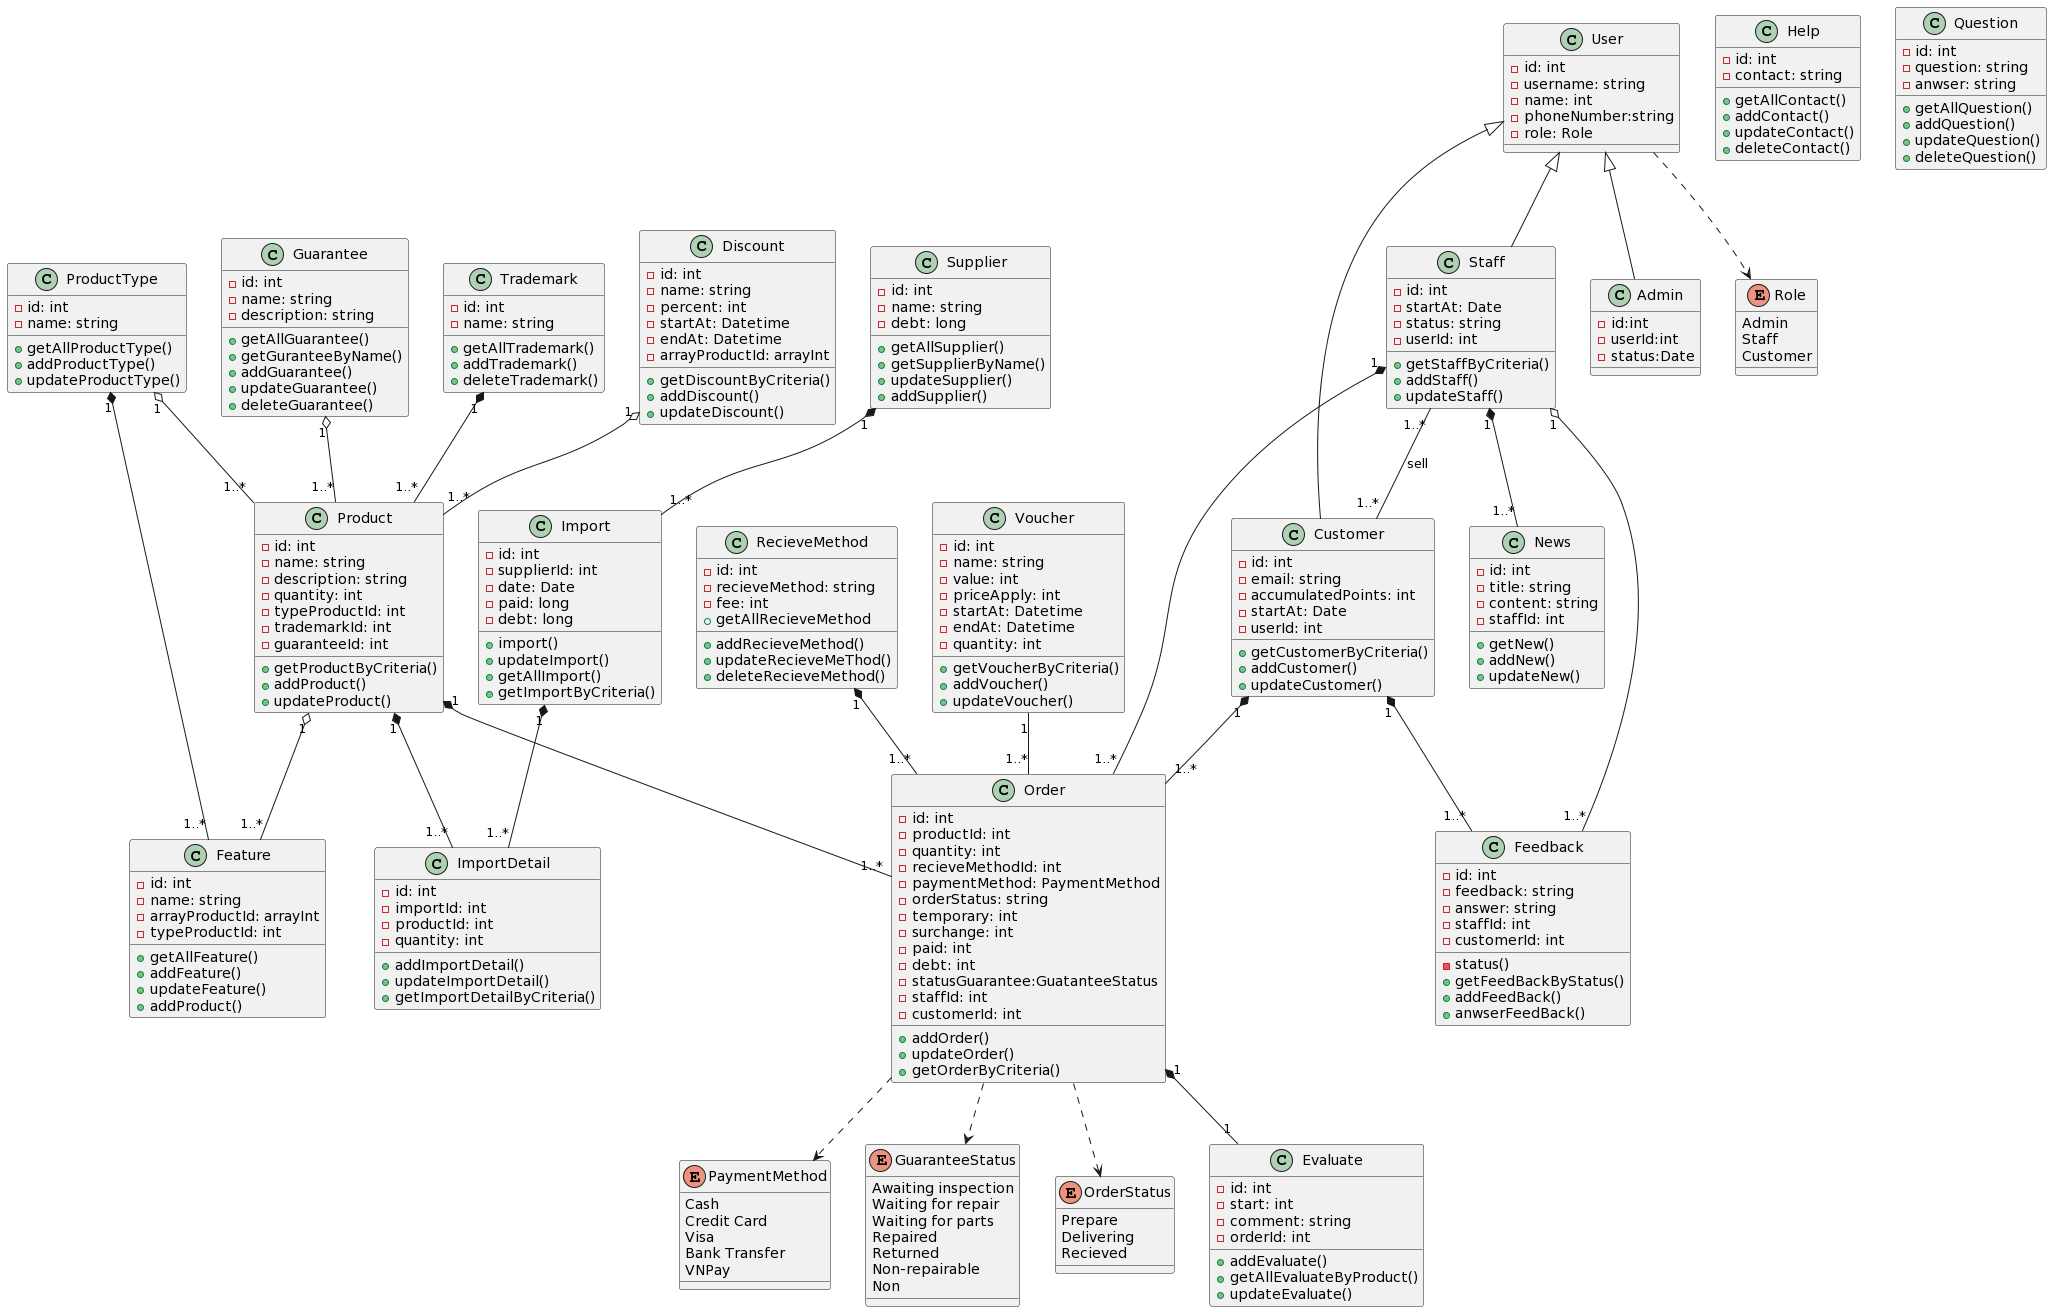 C User
id: int
username: string
name: int
phoneNumber:string
role: Role
C Help
id: int
contact: string
getAllContact()
addContact()
updateContact()
deleteContact()
C Question
id: int
question: string
anwser: string
getAllQuestion()
addQuestion()
updateQuestion()
deleteQuestion()
C ProductType
id: int
name: string
getAllProductType()
addProductType()
updateProductType()
C Guarantee
id: int
name: string
description: string
getAllGuarantee()
getGuranteeByName()
addGuarantee()
updateGuarantee()
deleteGuarantee()
C Trademark
id: int
name: string
getAllTrademark()
addTrademark()
deleteTrademark()
C Discount
id: int
name: string
percent: int
startAt: Datetime
endAt: Datetime
arrayProductId: arrayInt
getDiscountByCriteria()
addDiscount()
updateDiscount()
C Supplier
id: int
name: string
debt: long
getAllSupplier()
getSupplierByName()
updateSupplier()
addSupplier()
C Staff
id: int
startAt: Date
status: string
userId: int
getStaffByCriteria()
addStaff()
updateStaff()
C Admin
id:int
userId:int
status:Date
E Role
Admin
Staff
Customer
1
1
1
1
1
1
1
1..*
1
1
sell
1..*
1..*
1..*
1..*
1..*
1..*
1..*
C Product
id: int
name: string
description: string
quantity: int
typeProductId: int
trademarkId: int
guaranteeId: int
getProductByCriteria()
addProduct()
updateProduct()
C Import
id: int
supplierId: int
date: Date
paid: long
debt: long
import()
updateImport()
getAllImport()
getImportByCriteria()
C RecieveMethod
id: int
recieveMethod: string
fee: int
getAllRecieveMethod
addRecieveMethod()
updateRecieveMeThod()
deleteRecieveMethod()
C Voucher
id: int
name: string
value: int
priceApply: int
startAt: Datetime
endAt: Datetime
quantity: int
getVoucherByCriteria()
addVoucher()
updateVoucher()
C Customer
id: int
email: string
accumulatedPoints: int
startAt: Date
userId: int
getCustomerByCriteria()
addCustomer()
updateCustomer()
C News
id: int
title: string
content: string
staffId: int
getNew()
addNew()
updateNew()
1
1
1
1
1
1
1
1
1..*
1..*
1..*
1..*
1..*
1..*
1..*
1..*
1..*
1..*
1..*
C Feature
id: int
name: string
arrayProductId: arrayInt
typeProductId: int
getAllFeature()
addFeature()
updateFeature()
addProduct()
C ImportDetail
id: int
importId: int
productId: int
quantity: int
addImportDetail()
updateImportDetail()
getImportDetailByCriteria()
C Order
id: int
productId: int
quantity: int
recieveMethodId: int
paymentMethod: PaymentMethod
orderStatus: string
temporary: int
surchange: int
paid: int
debt: int
statusGuarantee:GuatanteeStatus
staffId: int
customerId: int
addOrder()
updateOrder()
getOrderByCriteria()
C Feedback
id: int
feedback: string
answer: string
staffId: int
customerId: int
status()
getFeedBackByStatus()
addFeedBack()
anwserFeedBack()
1
1
E PaymentMethod
Cash
Credit Card
Visa
Bank Transfer
VNPay
E GuaranteeStatus
Awaiting inspection
Waiting for repair
Waiting for parts
Repaired
Returned
Non-repairable
Non
E OrderStatus
Prepare
Delivering
Recieved
C Evaluate
id: int
start: int
comment: string
orderId: int
addEvaluate()
getAllEvaluateByProduct()
updateEvaluate()